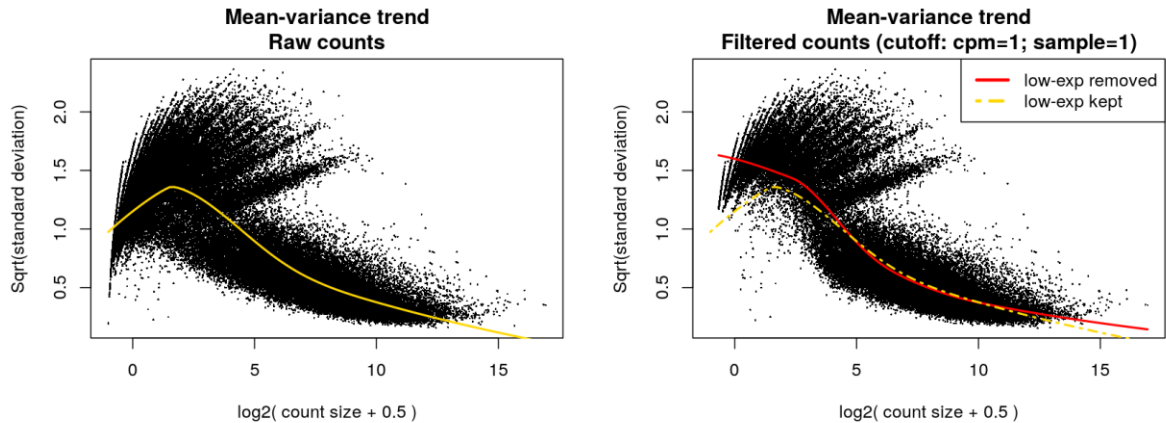 Mean-variance trend
Raw counts
Sqrt(standard deviation)
2.0
1.5
1.0
0.5
0
5
10
15
log2( count size + 0.5 )
Mean-variance trend
Filtered counts (cutoff: cpm=1; sample=1)
low-exp removed
low-exp kept
Sqrt(standard deviation)
2.0
1.5
1.0
0.5
0
5
10
15
log2( count size + 0.5 )